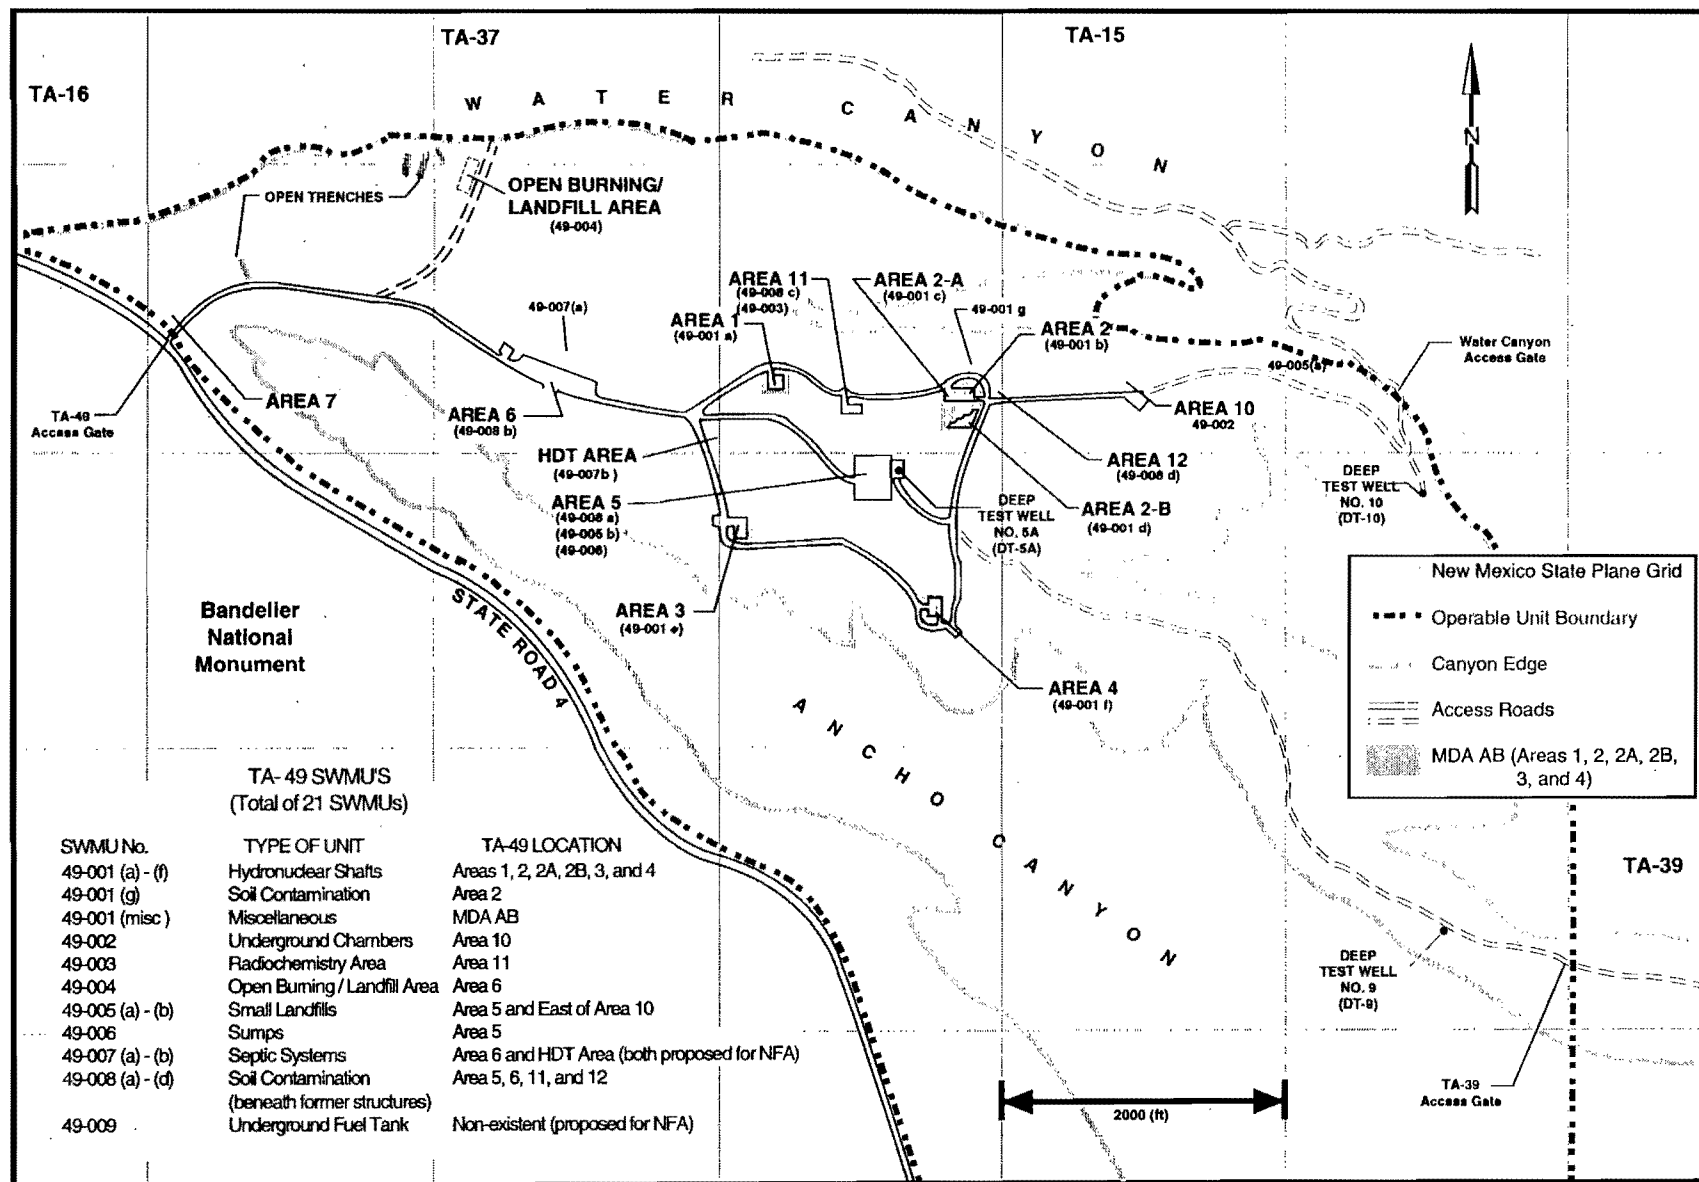 TA-37
TA-15
TA-16
WATER CANYON
N
OPEN TRENCHES
OPEN BURNING/
LANDFILL AREA
(49-004)
AREA 11
(49-008 c)
(49-003)
AREA 2-A
(49-001 c)
49-007(a)
49-001 g
AREA 1
(49-001 a)
AREA 2
(49-001 b)
Water Canyon
Access Gate
49-005(a)
AREA 7
TA-49
Access Gate
AREA 6
(49-008 b)
AREA 10
49-002
HDT AREA
(49-007b )
AREA 12
(49-008 d)
DEEP
TEST WELL
NO. 10
(DT-10)
AREA 5
(49-008 a)
(49-005 b)
(49-006)
DEEP
TEST WELL
NO. 5A
(DT-5A)
AREA 2-B
(49-001 d)
AREA 3
(49-001 e)
Bandelier
National
Monument
STATE ROAD 4
AREA 4
(49-001 f)
ANCHO CANYON
New Mexico State Plane Grid
Operable Unit Boundary
Canyon Edge
Access Roads
MDA AB (Areas 1, 2, 2A, 2B,
3, and 4)
TA-39
DEEP
TEST WELL
NO. 9
(DT-9)
TA-39
Access Gate
2000 (ft)
TA- 49 SWMU'S
(Total of 21 SWMUs)
SWMU No. TYPE OF UNIT TA-49 LOCATION
49-001 (a) - (f) Hydronuclear Shafts Areas 1, 2, 2A, 2B, 3, and 4
49-001 (g) Soil Contamination Area 2
49-001 (misc ) Miscellaneous MDA AB
49-002 Underground Chambers Area 10
49-003 Radiochemistry Area Area 11
49-004 Open Burning / Landfill Area Area 6
49-005 (a) - (b) Small Landfills Area 5 and East of Area 10
49-006 Sumps Area 5
49-007 (a) - (b) Septic Systems Area 6 and HDT Area (both proposed for NFA)
49-008 (a) - (d) Soil Contamination Area 5, 6, 11, and 12
(beneath former structures)
49-009 Underground Fuel Tank Non-existent (proposed for NFA)